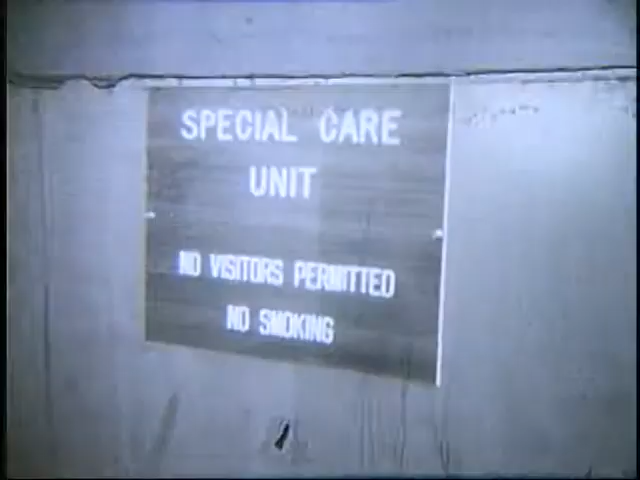 SPECIAL CARE
UNIT
NO VISITORS PERMITTED
NO SMOKING